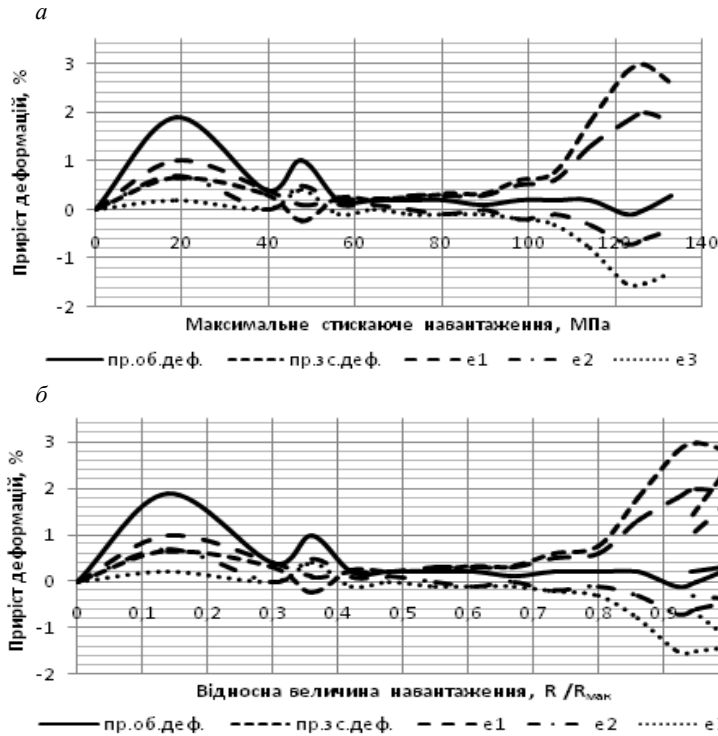 а
3
2
1
0
-1
-2
0 20 40 60 80 100 120 140
Приріст деформацій, %
Максимальне стискаюче навантаження, МПа
пр.об.деф. пр.зс.деф. е1 е2 е3
б
3
2
1
0
-1
-2
0 0,1 0,2 0,3 0,4 0,5 0,6 0,7 0,8 0,9
Приріст деформацій, %
Відносна величина навантаження, R /Rмак
пр.об.деф. пр.зс.деф. е1 е2 е